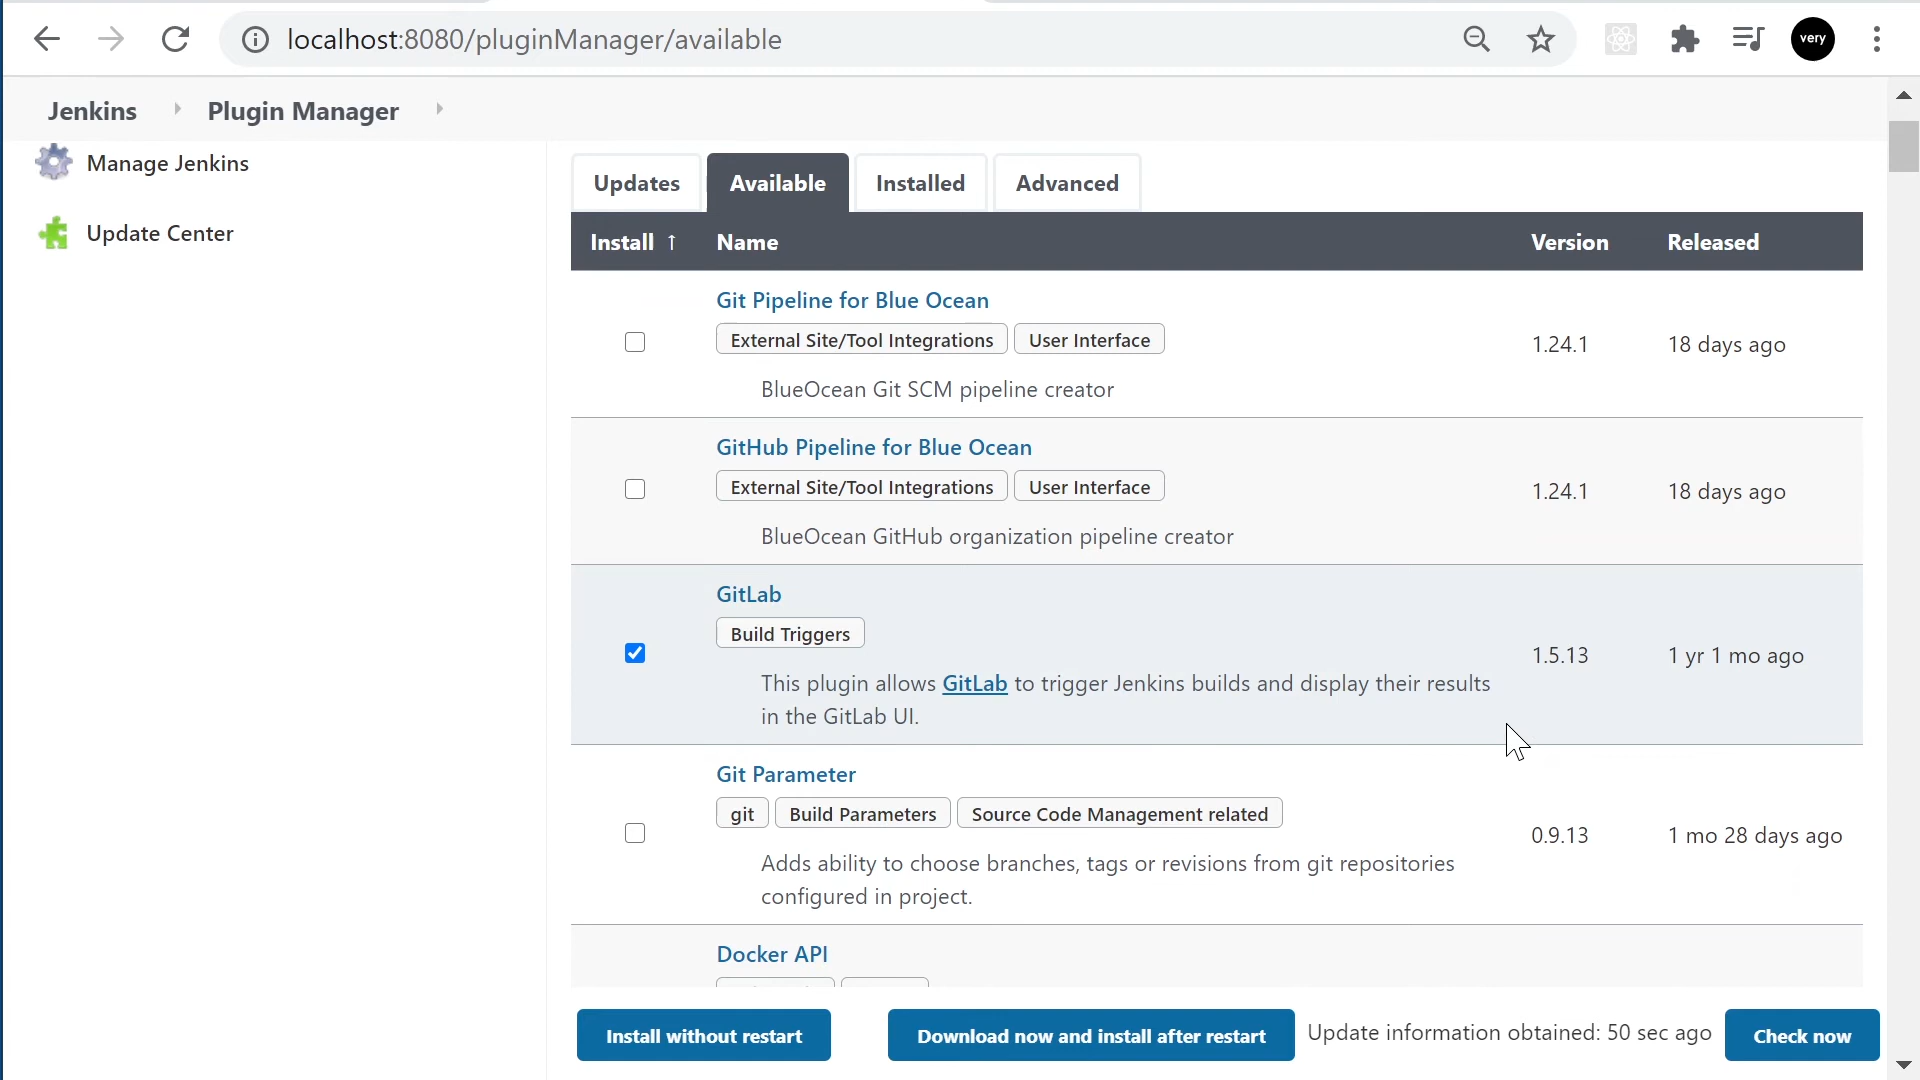 localhost:8080/pluginManager/available
very
Jenkins
Plugin Manager
Manage Jenkins
Update Center
Updates
Available
Installed
Advanced
Install ↑ Name Version Released
Git Pipeline for Blue Ocean
External Site/Tool Integrations User Interface
1.24.1 18 days ago
BlueOcean Git SCM pipeline creator
GitHub Pipeline for Blue Ocean
External Site/Tool Integrations User Interface
1.24.1 18 days ago
BlueOcean GitHub organization pipeline creator
GitLab
Build Triggers
1.5.13 1 yr 1 mo ago
This plugin allows GitLab to trigger Jenkins builds and display their results
in the GitLab UI.
Git Parameter
git Build Parameters Source Code Management related
0.9.13 1 mo 28 days ago
Adds ability to choose branches, tags or revisions from git repositories
configured in project.
Docker API
Install without restart
Download now and install after restart
Update information obtained: 50 sec ago
Check now